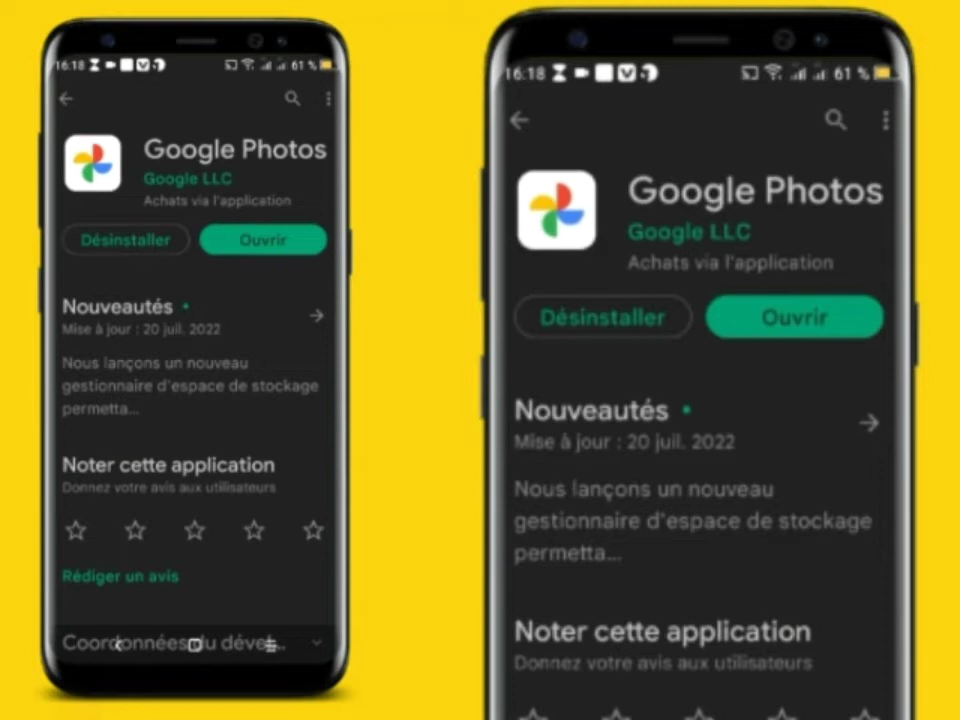 16:18
61 %
Google Photos
Google LLC
Achats via l'application
Désinstaller
Ouvrir
Nouveautés
Mise à jour : 20 juil. 2022
Nous lançons un nouveau
gestionnaire d'espace de stockage
permetta...
Noter cette application
Donnez votre avis aux utilisateurs
Rédiger un avis
Coordonnées du dével...
16:18
61 %
Google Photos
Google LLC
Achats via l'application
Désinstaller
Ouvrir
Nouveautés
Mise à jour : 20 juil. 2022
Nous lançons un nouveau
gestionnaire d'espace de stockage
permetta...
Noter cette application
Donnez votre avis aux utilisateurs